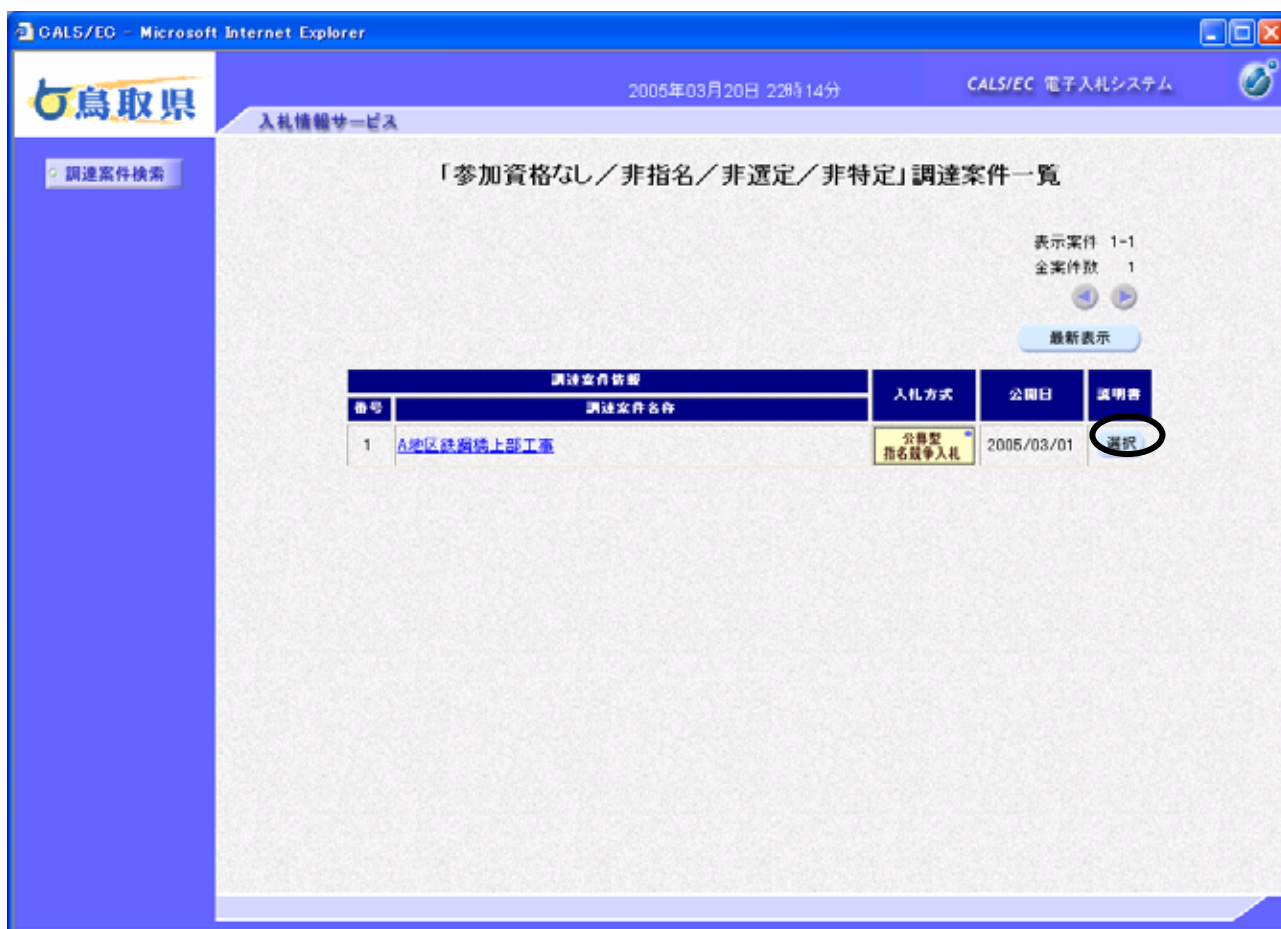 CALS/EC - Microsoft Internet Explorer
鳥取県
2005年03月20日 22時14分
CALS/EC 電子入札システム
入札情報サービス
調達案件検索
「参加資格なし／非指名／非選定／非特定」調達案件一覧
表示案件 1-1
全案件数 1
最新表示
調達案件情報
入札方式 公開日 説明書
番号 調達案件名称
1 A地区鉄鋼橋上部工事 公募型 指名競争入札 2005/03/01 選択